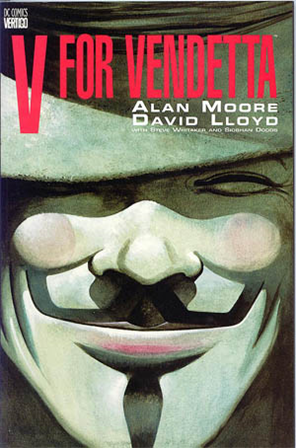 DC COMICS
VERTIGO
V FOR VENDETTA
ALAN MOORE
DAVID LLOYD
WITH STEVE WHITAKER AND SIOBHAN DODDS